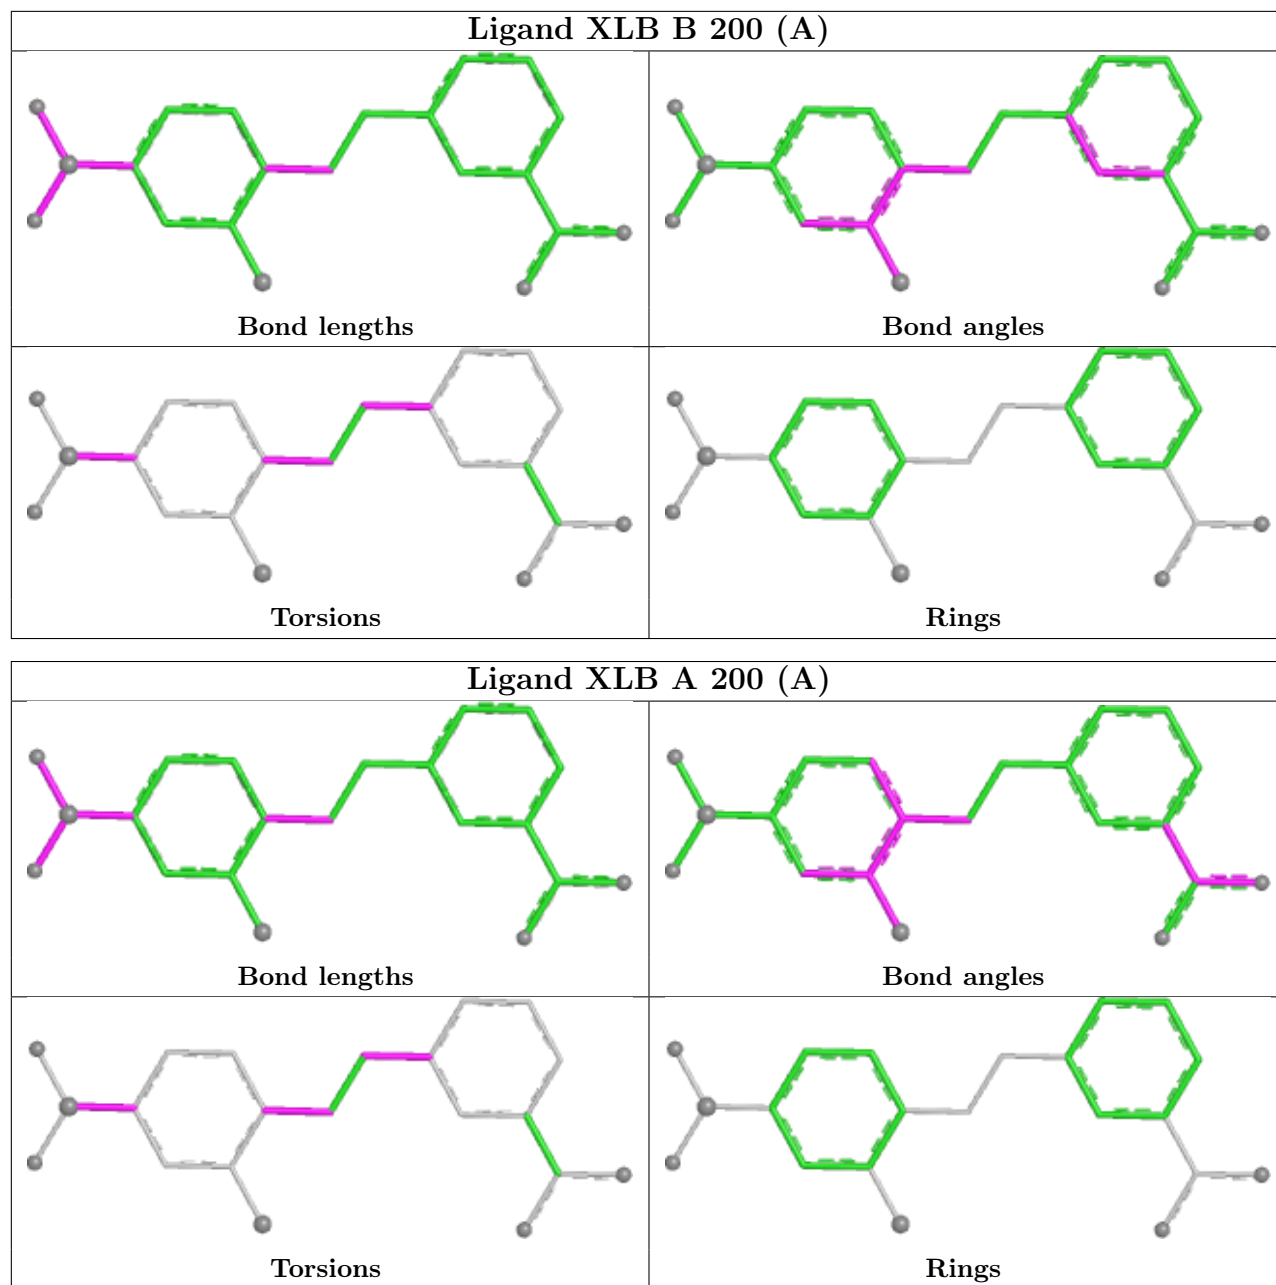 Ligand XLB B 200 (A)
Bond lengths
Bond angles
Torsions
Rings
Ligand XLB A 200 (A)
Bond lengths
Bond angles
Torsions
Rings